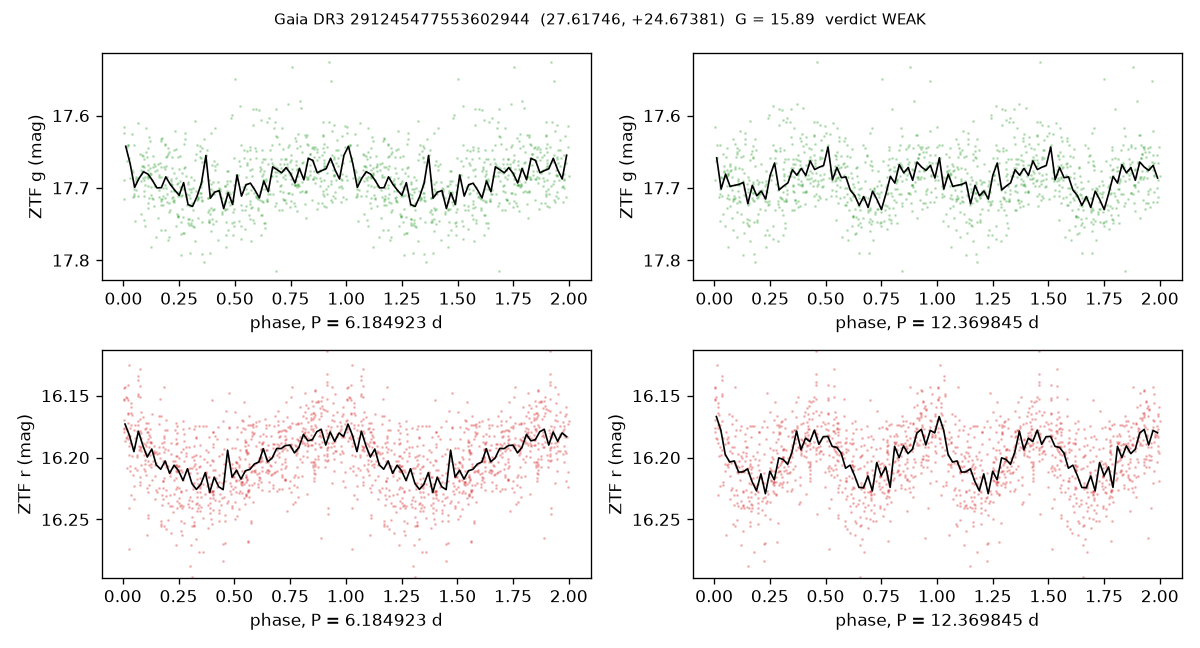 Gaia DR3 291245477553602944 (27.61746, +24.67381) G = 15.89 verdict WEAK
ZTF g (mag)
17.6
17.7
17.8
0.00 0.25 0.50 0.75 1.00 1.25 1.50 1.75 2.00
phase, P = 6.184923 d
ZTF g (mag)
17.6
17.7
17.8
0.00 0.25 0.50 0.75 1.00 1.25 1.50 1.75 2.00
phase, P = 12.369845 d
ZTF r (mag)
16.15
16.20
16.25
0.00 0.25 0.50 0.75 1.00 1.25 1.50 1.75 2.00
phase, P = 6.184923 d
ZTF r (mag)
16.15
16.20
16.25
0.00 0.25 0.50 0.75 1.00 1.25 1.50 1.75 2.00
phase, P = 12.369845 d